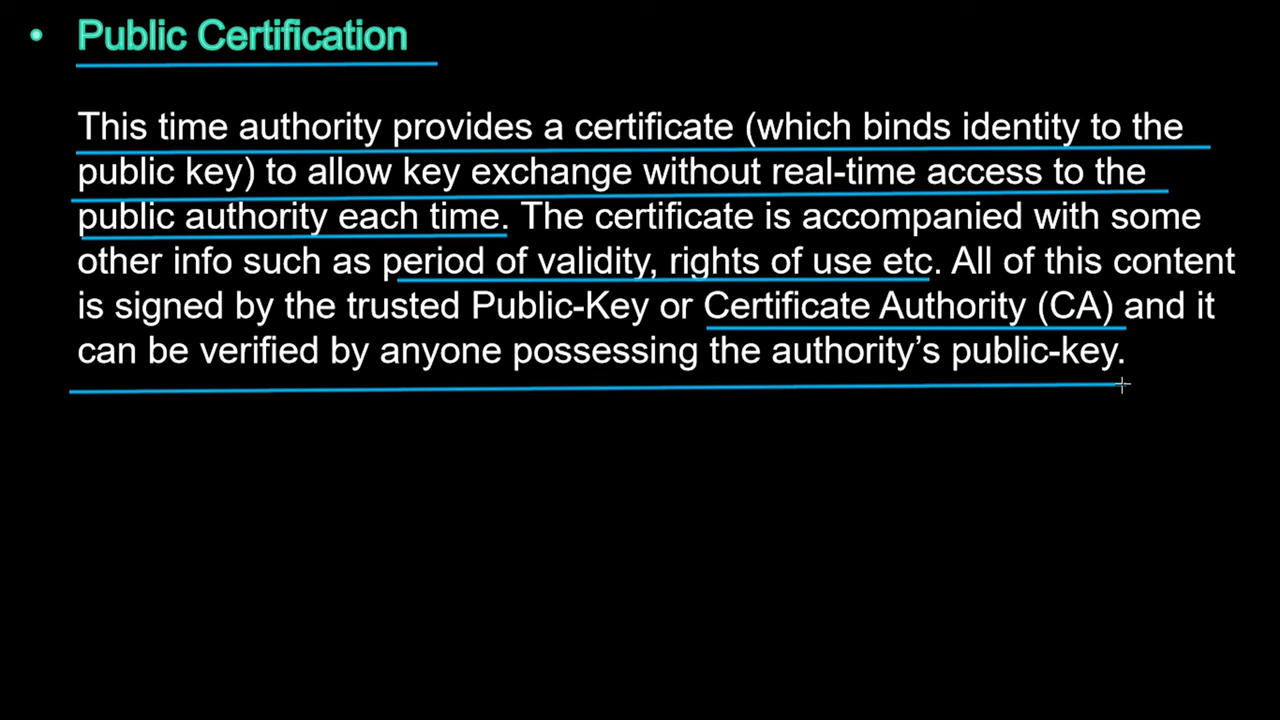 • Public Certification
This time authority provides a certificate (which binds identity to the
public key) to allow key exchange without real-time access to the
public authority each time. The certificate is accompanied with some
other info such as period of validity, rights of use etc. All of this content
is signed by the trusted Public-Key or Certificate Authority (CA) and it
can be verified by anyone possessing the authority’s public-key.